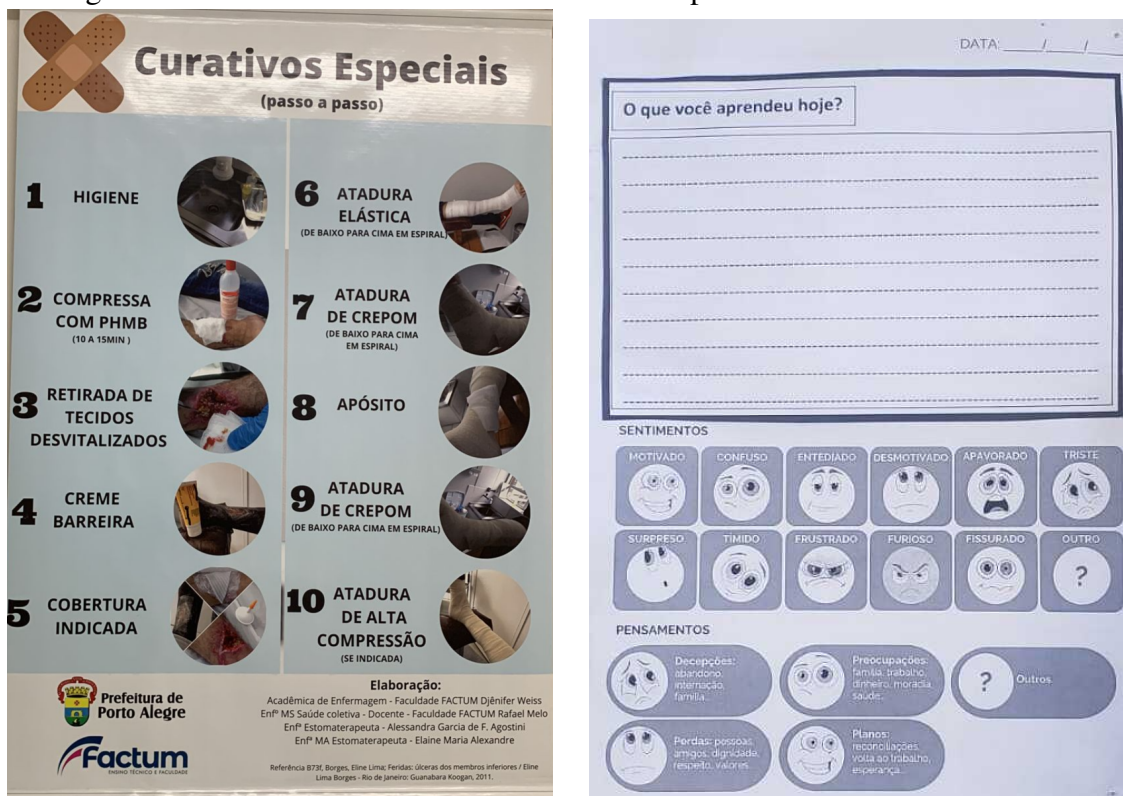 Curativos Especiais
(passo a passo)
1 HIGIENE
2 COMPRESSA
COM PHMB
(10 A 15MIN )
3 RETIRADA DE
TECIDOS
DESVITALIZADOS
4 CREME
BARREIRA
5 COBERTURA
INDICADA
6 ATADURA
ELÁSTICA
(DE BAIXO PARA CIMA EM ESPIRAL)
7 ATADURA
DE CREPOM
(DE BAIXO PARA CIMA
EM ESPIRAL)
8 APÓSITO
9 ATADURA
DE CREPOM
(DE BAIXO PARA CIMA EM ESPIRAL)
10 ATADURA
DE ALTA
COMPRESSÃO
(SE INDICADA)
Prefeitura de
Porto Alegre
Factum
ENSINO TÉCNICO E FACULDADE
Elaboração:
Acadêmica de Enfermagem - Faculdade FACTUM Djênifer Weiss
Enfº MS Saúde coletiva - Docente - Faculdade FACTUM Rafael Melo
Enfª Estomaterapeuta - Alessandra Garcia de F. Agostini
Enfª MA Estomaterapeuta - Elaine Maria Alexandre
Referência B73f, Borges, Eline Lima; Feridas: úlceras dos membros inferiores / Eline
Lima Borges - Rio de Janeiro: Guanabara Koogan, 2011.
DATA: ____/____/____
O que você aprendeu hoje?
SENTIMENTOS
MOTIVADO CONFUSO ENTEDIADO DESMOTIVADO APAVORADO TRISTE
SURPRESO TÍMIDO FRUSTRADO FURIOSO FISSURADO OUTRO
?
PENSAMENTOS
Decepções:
abandono,
internação,
família...
Preocupações:
família, trabalho,
dinheiro, moradia,
saúde...
? Outros
Perdas: pessoas,
amigos, dignidade,
respeito, valores...
Planos:
reconciliações,
volta ao trabalho,
esperança...